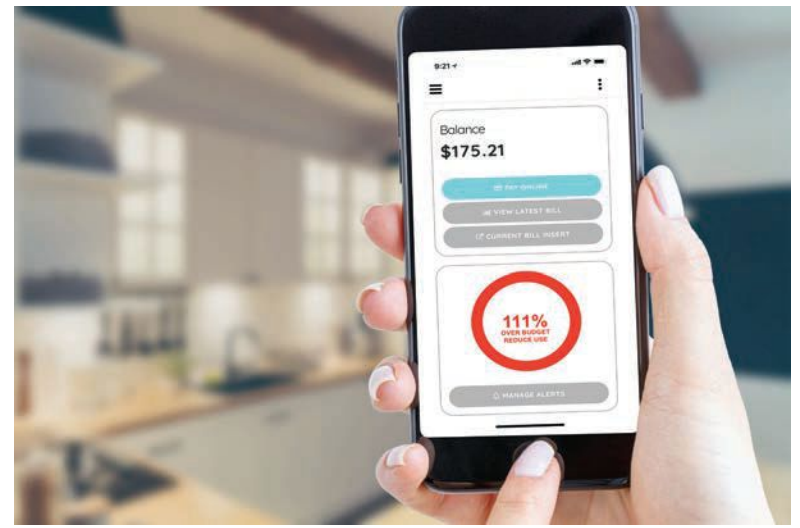 9:21
Balance
$175.21
PAY ONLINE
VIEW LATEST BILL
CURRENT BILL INSERT
111%
OVER BUDGET
REDUCE USE
MANAGE ALERTS